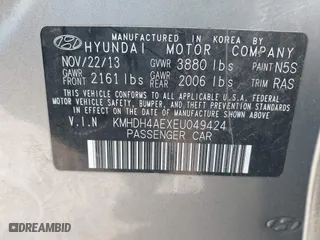 MANUFACTURED IN KOREA BY
HYUNDAI MOTOR COMPANY
NOV/22/13 GVWR 3880 lbs PAINT N5S
GAWR FRONT 2161 lbs GAWR REAR 2006 lbs TRIM RAS
THIS VEHICLE CONFORMS TO ALL APPLICABLE
FEDERAL MOTOR VEHICLE SAFETY, BUMPER,
AND THEFT PREVENTION STANDARDS IN EFFECT
ON THE DATE OF MANUFACTURE SHOWN ABOVE.
V.I.N KMHDH4AEXEU049424
PASSENGER CAR